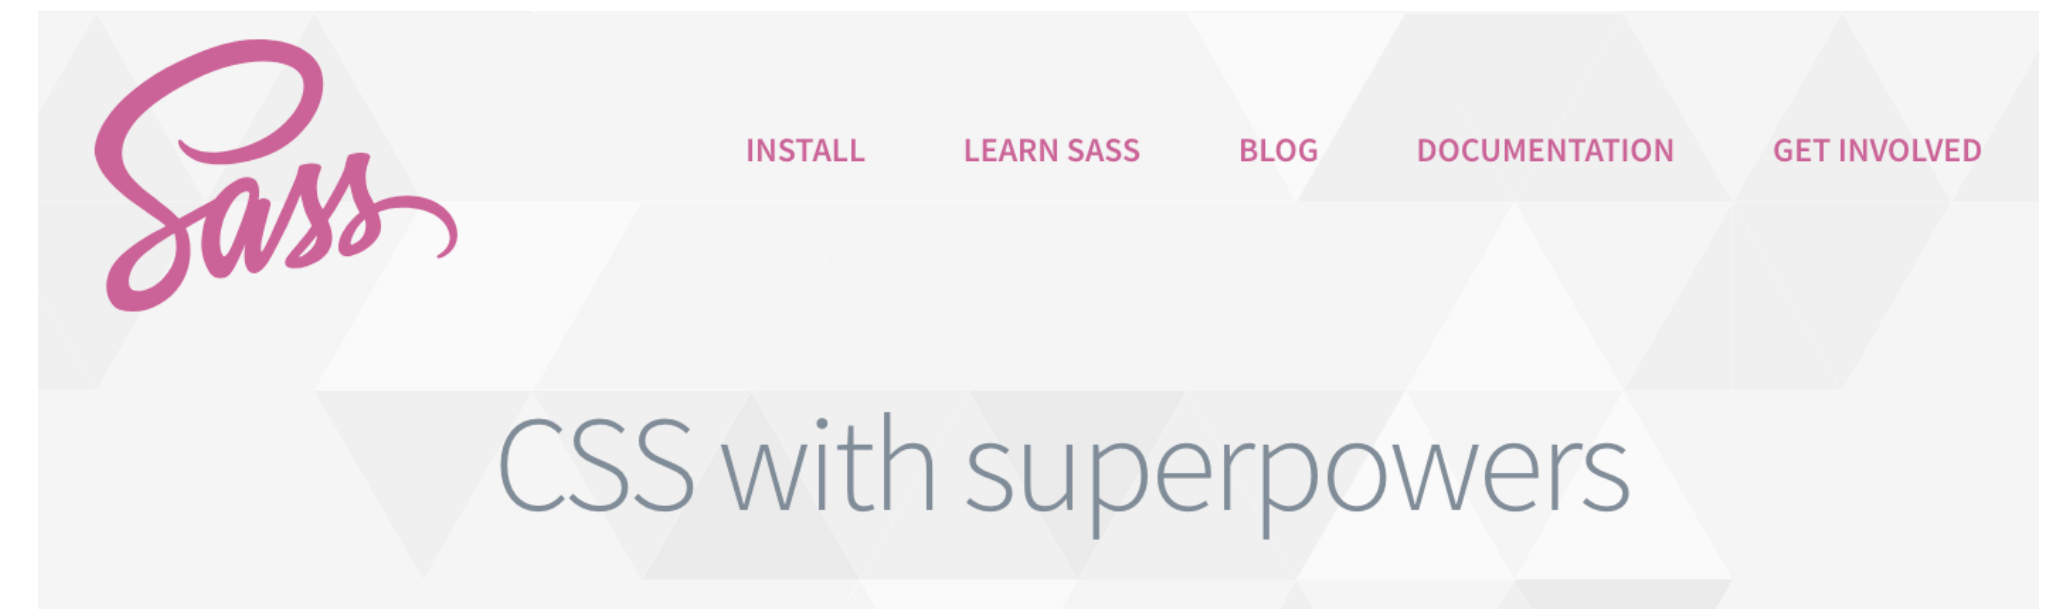 Sass
INSTALL LEARN SASS BLOG DOCUMENTATION GET INVOLVED
CSS with superpowers